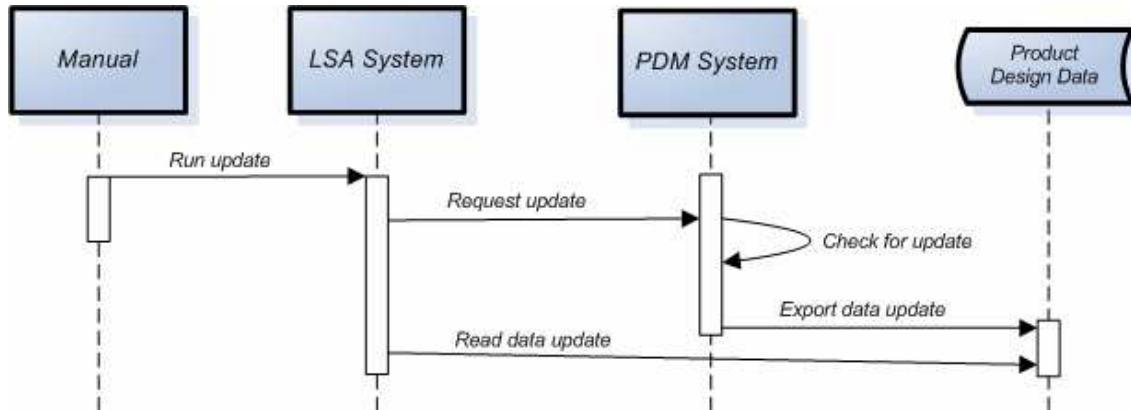 Manual
LSA System
PDM System
Product
Design Data
Run update
Request update
Check for update
Export data update
Read data update